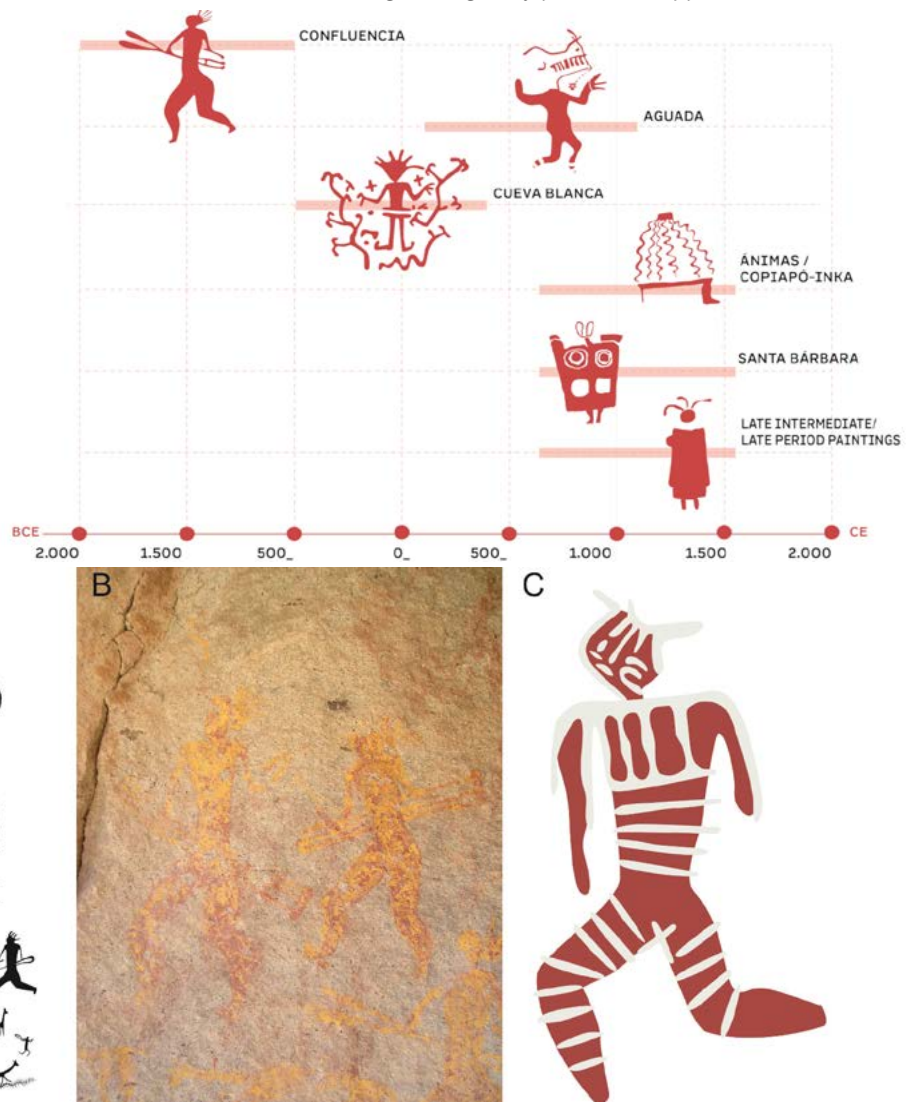 CONFLUENCIA
AGUADA
CUEVA BLANCA
ÁNIMAS /
COPIAPÓ-INKA
SANTA BÁRBARA
LATE INTERMEDIATE/
LATE PERIOD PAINTINGS
BCE
CE
2.000 1.500 500_ 0_ 500_ 1.000 1.500 2.000
B
C